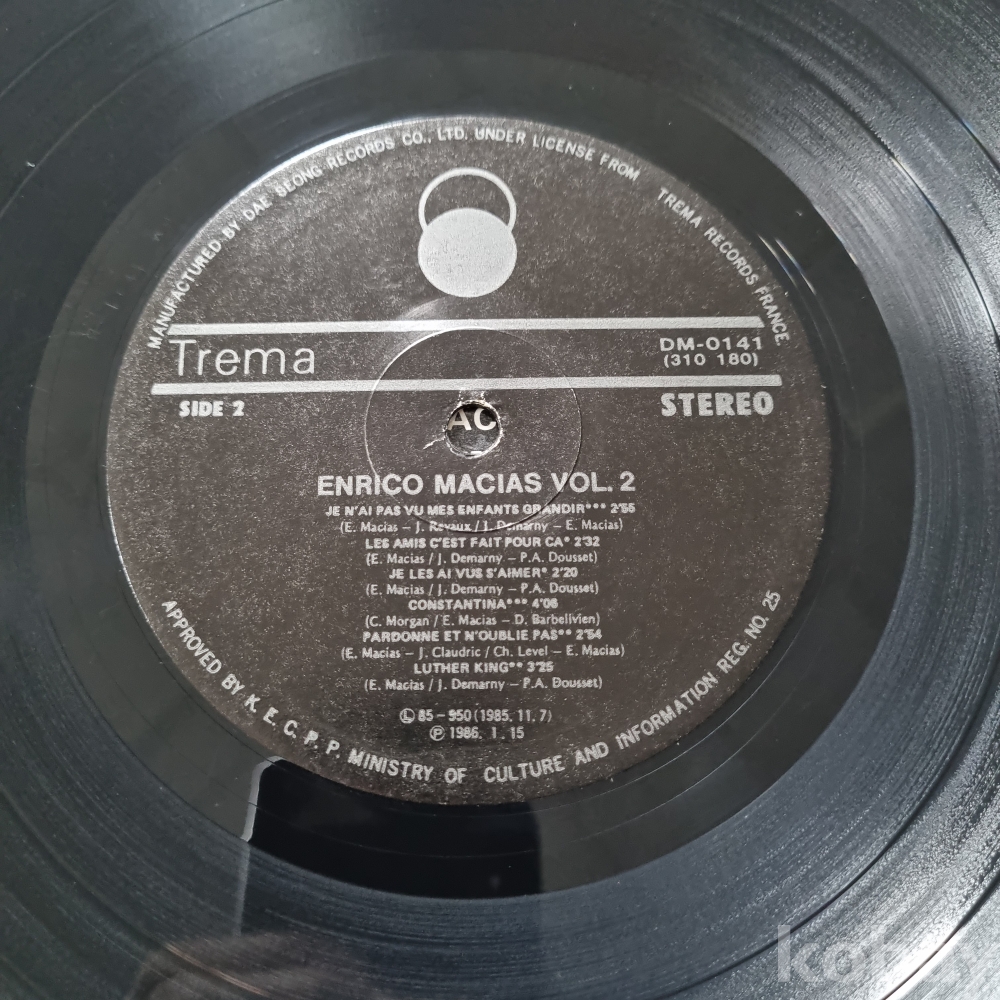 MANUFACTURED BY DAE SEONG RECORDS CO., LTD. UNDER LICENSE FROM TREMA RECORDS FRANCE.
Trema
DM-0141
(310 180)
SIDE 2
STEREO
AC
ENRICO MACIAS VOL. 2
JE N'AI PAS VU MES ENFANTS GRANDIR*** 2'55
(E. Macias – J. Revaux / J. Demarny – E. Macias)
LES AMIS C'EST FAIT POUR ÇA* 2'32
(E. Macias / J. Demarny – P.A. Dousset)
JE LES AI VUS S'AIMER* 2'20
(E. Macias / J. Demarny – P.A. Dousset)
CONSTANTINA*** 4'06
(C. Morgan / E. Macias – D. Barbelivien)
PARDONNE ET N'OUBLIE PAS** 2'54
(E. Macias – J. Claudric / Ch. Level – E. Macias)
LUTHER KING** 3'25
(E. Macias / J. Demarny – P.A. Dousset)
Ⓛ 85-950 (1985. 11. 7)
℗ 1986. 1. 15
APPROVED BY K. E. C. P. P. MINISTRY OF CULTURE AND INFORMATION REG. NO. 25